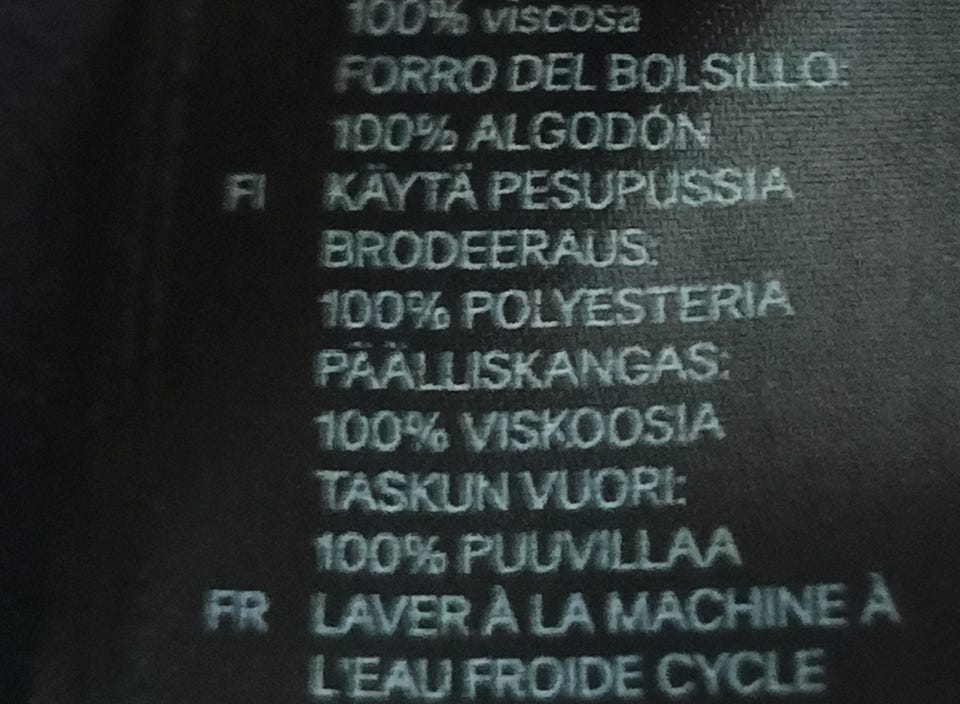 100% viscosa
FORRO DEL BOLSILLO:
100% ALGODÓN
FI KÄYTÄ PESUPUSSIA
BRODEERAUS:
100% POLYESTERIA
PÄÄLLISKANGAS:
100% VISKOOSIA
TASKUN VUORI:
100% PUUVILLAA
FR LAVER À LA MACHINE À
L'EAU FROIDE CYCLE